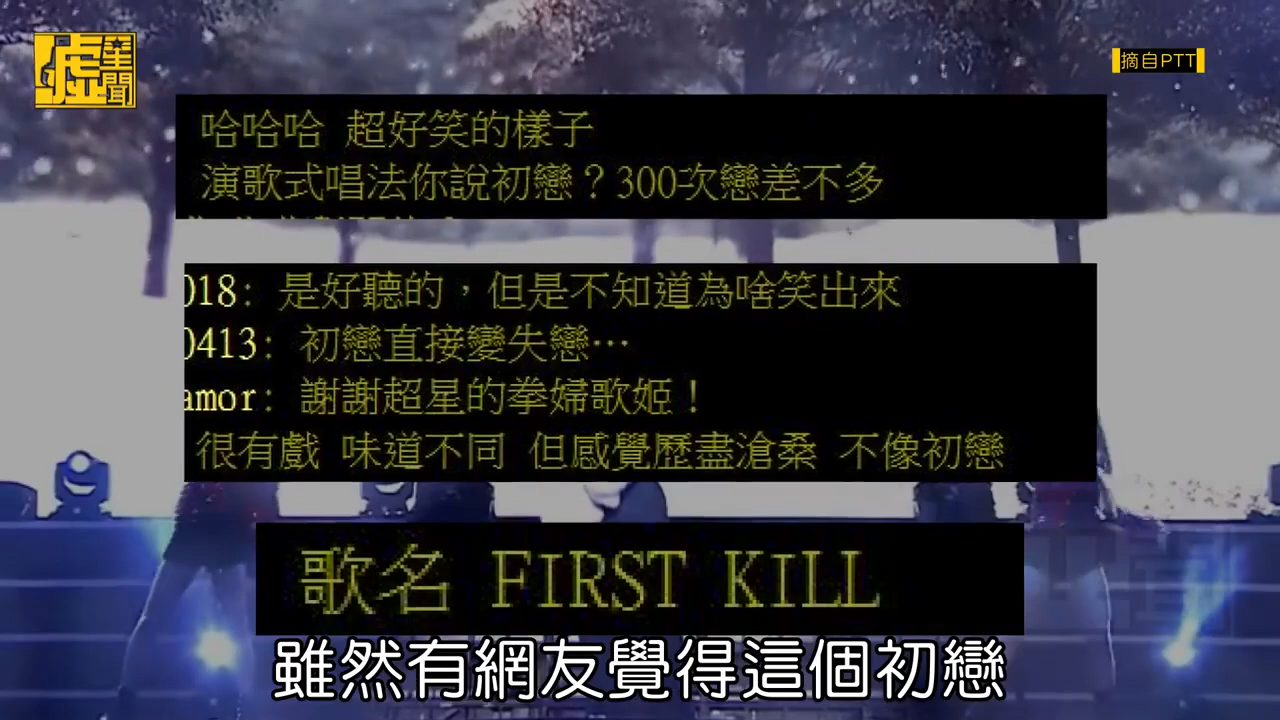 噓星聞
摘自PTT
哈哈哈 超好笑的樣子
演歌式唱法你說初戀？300次戀差不多
018: 是好聽的，但是不知道為啥笑出來
0413: 初戀直接變失戀…
amor: 謝謝超星的拳婦歌姬！
很有戲 味道不同 但感覺歷盡滄桑 不像初戀
歌名 FIRST KILL
雖然有網友覺得這個初戀